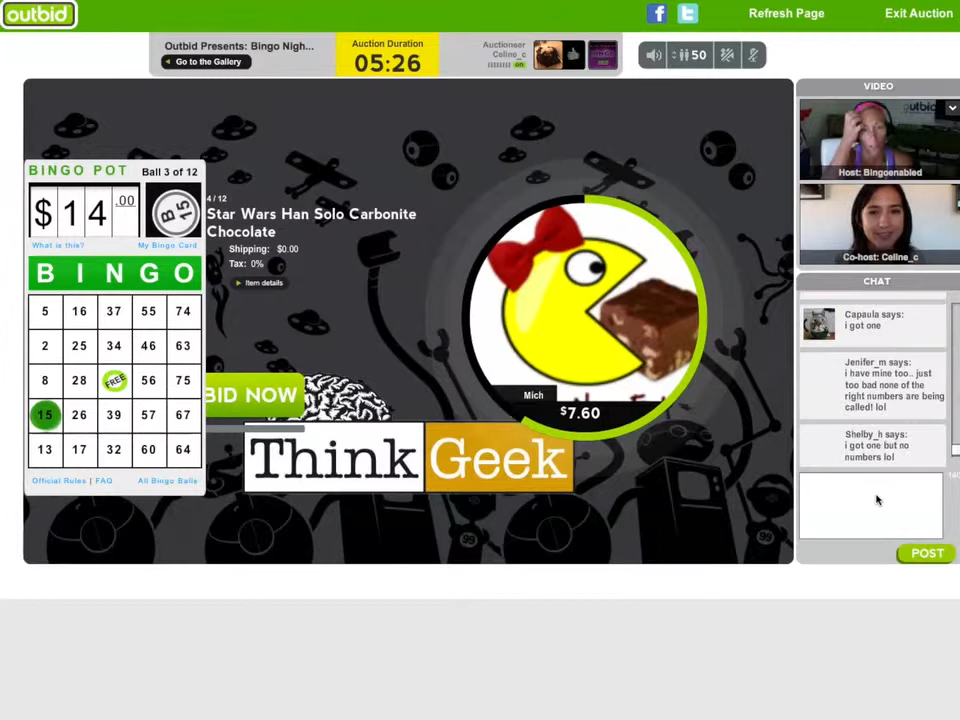 outbid
Refresh Page
Exit Auction
Outbid Presents: Bingo Nigh...
Go to the Gallery
Auction Duration
05:26
Auctioneer
Celine_c
on
50
BINGO POT
Ball 3 of 12
$14.00
B 15
What is this?
My Bingo Card
B I N G O
5 16 37 55 74
2 25 34 46 63
8 28 FREE 56 75
15 26 39 57 67
13 17 32 60 64
Official Rules | FAQ
All Bingo Balls
4 / 12
Star Wars Han Solo Carbonite
Chocolate
Shipping: $0.00
Tax: 0%
Item details
BID NOW
Think Geek
Mich
$7.60
99
99
VIDEO
outbid
Host: Bingoenabled
Co-host: Celine_c
CHAT
Capaula says:
i got one
Jenifer_m says:
i have mine too.. just
too bad none of the
right numbers are being
called! lol
Shelby_h says:
i got one but no
numbers lol
POST